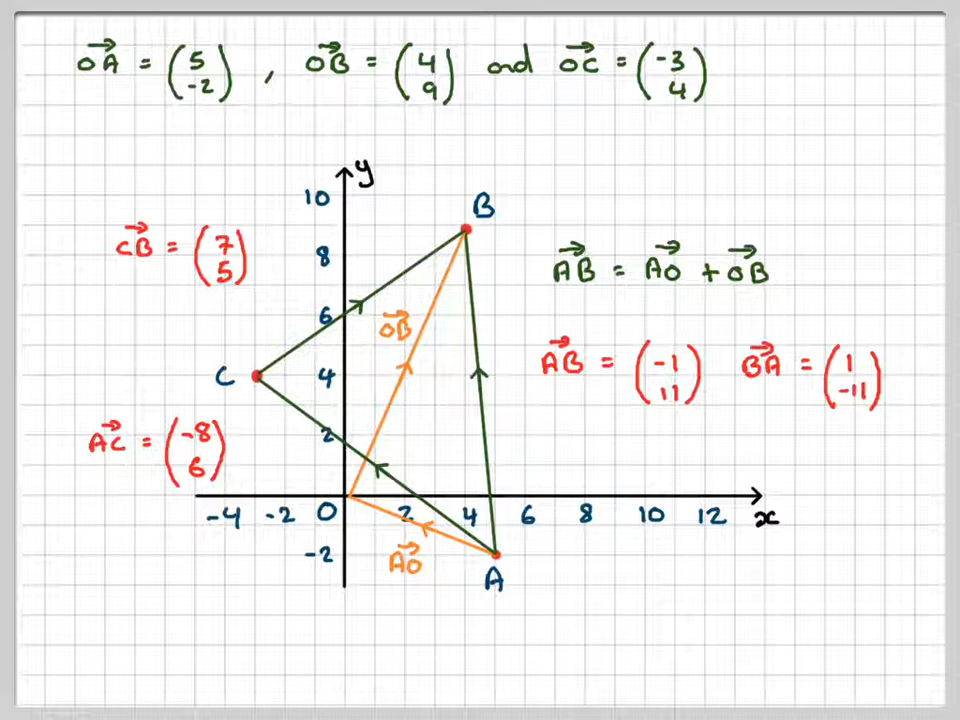 OA = (5 -2) , OB = (4 9) and OC = (-3 4)
y
10
B
CB = (7 5)
8
AB = AO + OB
6
OB
AB = (-1 11) BA = (1 -11)
C
4
AC = (-8 6)
2
-4 -2 0 2 4 6 8 10 12 x
-2
AO
A